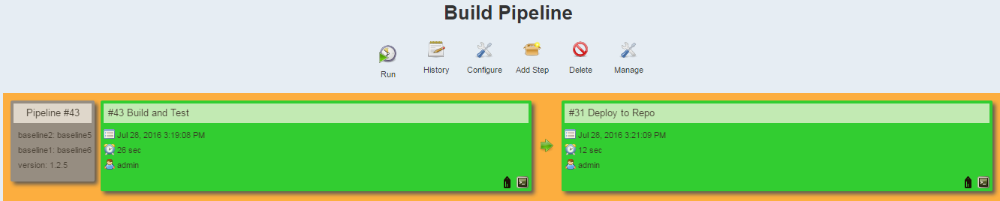 Build Pipeline
Run
History
Configure
Add Step
Delete
Manage
Pipeline #43
baseline2: baseline5
baseline1: baseline6
version: 1.2.5
#43 Build and Test
Jul 28, 2016 3:19:08 PM
26 sec
admin
#31 Deploy to Repo
Jul 28, 2016 3:21:09 PM
12 sec
admin